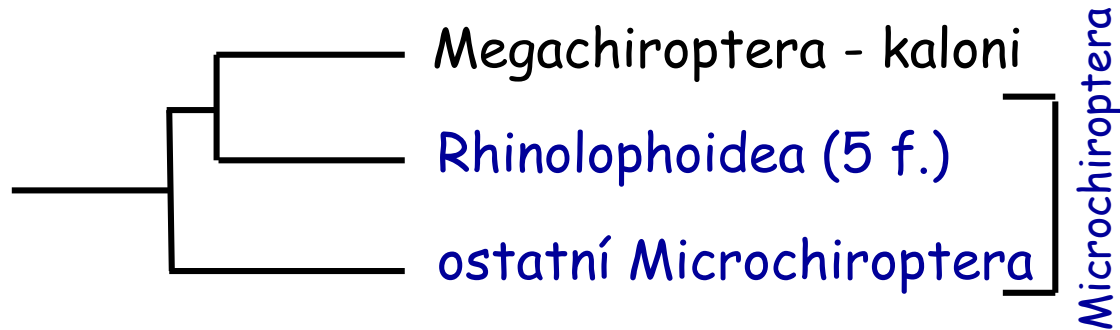 Megachiroptera - kaloni
Rhinolophoidea (5 f.)
ostatní Microchiroptera
Microchiroptera